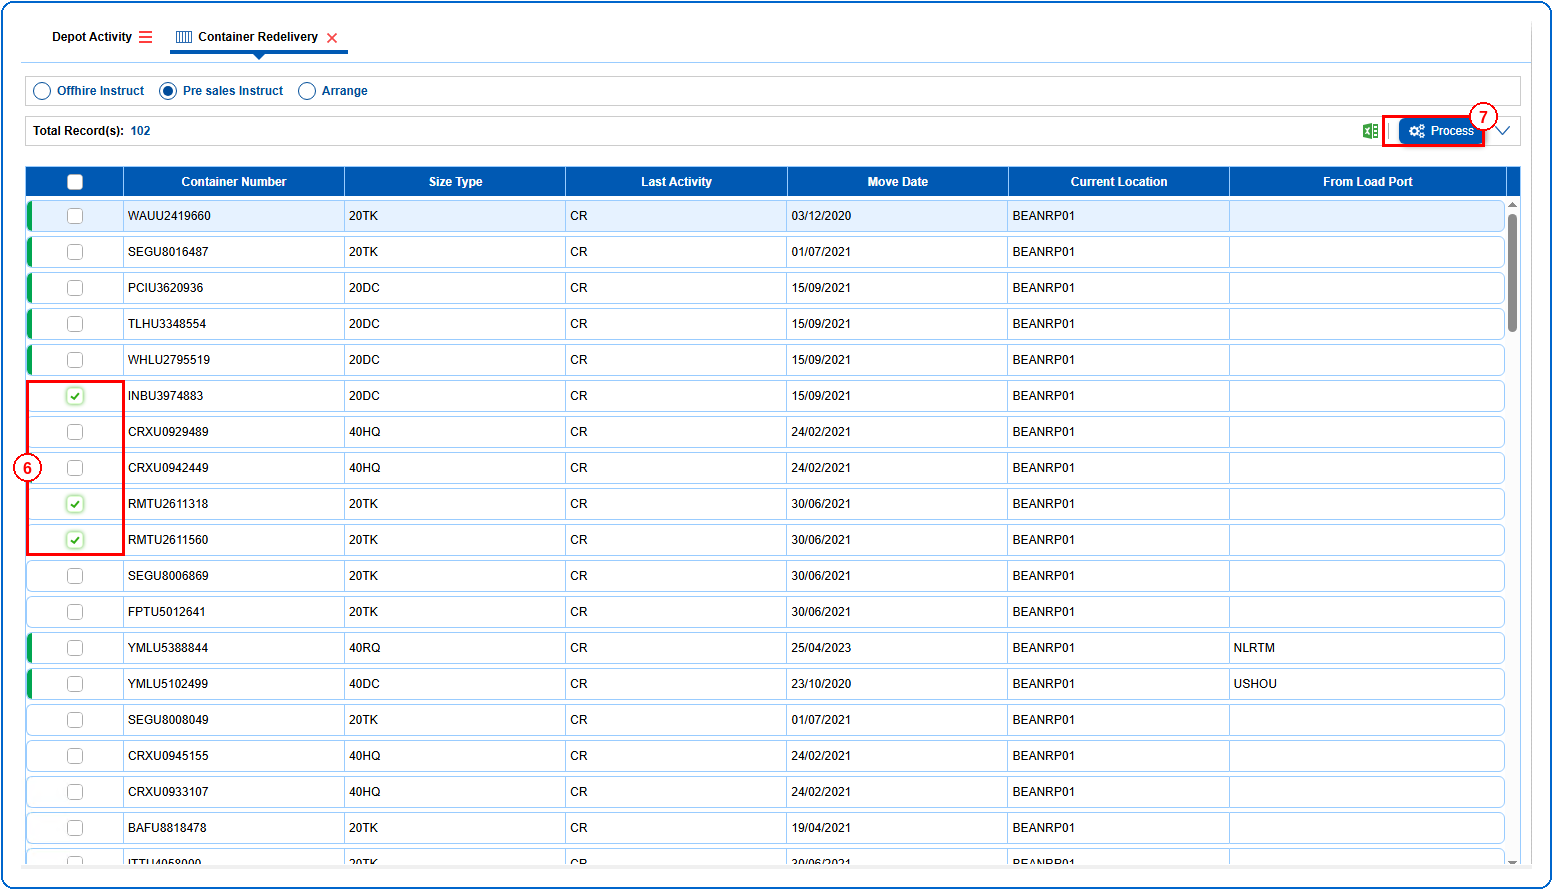 Depot Activity Container Redelivery
Offhire Instruct Pre sales Instruct Arrange
Total Record(s): 102 Process 7
Container Number Size Type Last Activity Move Date Current Location From Load Port
WAUU2419660 20TK CR 03/12/2020 BEANRP01
SEGU8016487 20TK CR 01/07/2021 BEANRP01
PCIU3620936 20DC CR 15/09/2021 BEANRP01
TLHU3348554 20DC CR 15/09/2021 BEANRP01
WHLU2795519 20DC CR 15/09/2021 BEANRP01
INBU3974883 20DC CR 15/09/2021 BEANRP01
CRXU0929489 40HQ CR 24/02/2021 BEANRP01
6 CRXU0942449 40HQ CR 24/02/2021 BEANRP01
RMTU2611318 20TK CR 30/06/2021 BEANRP01
RMTU2611560 20TK CR 30/06/2021 BEANRP01
SEGU8006869 20TK CR 30/06/2021 BEANRP01
FPTU5012641 20TK CR 30/06/2021 BEANRP01
YMLU5388844 40RQ CR 25/04/2023 BEANRP01 NLRTM
YMLU5102499 40DC CR 23/10/2020 BEANRP01 USHOU
SEGU8008049 20TK CR 01/07/2021 BEANRP01
CRXU0945155 40HQ CR 24/02/2021 BEANRP01
CRXU0933107 40HQ CR 24/02/2021 BEANRP01
BAFU8818478 20TK CR 19/04/2021 BEANRP01
20TK CR 30/06/2021 BEANRP01